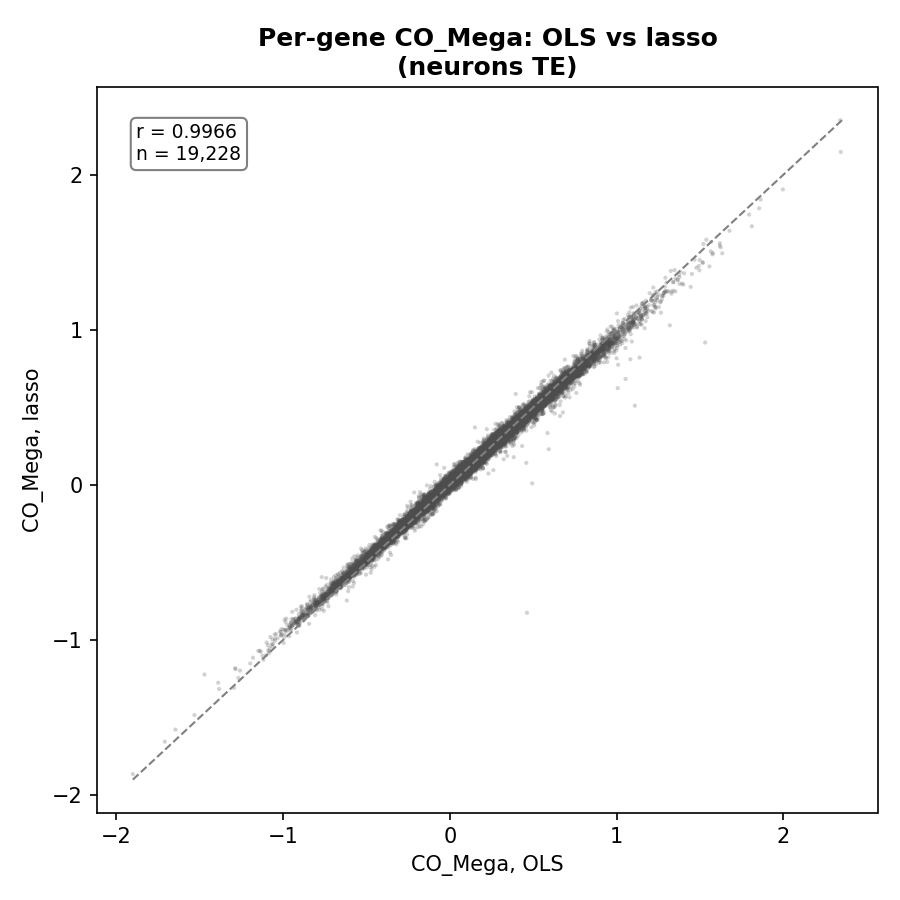 Per-gene CO_Mega: OLS vs lasso
(neurons TE)
r = 0.9966
n = 19,228
2
1
0
−1
−2
CO_Mega, lasso
−2 −1 0 1 2
CO_Mega, OLS